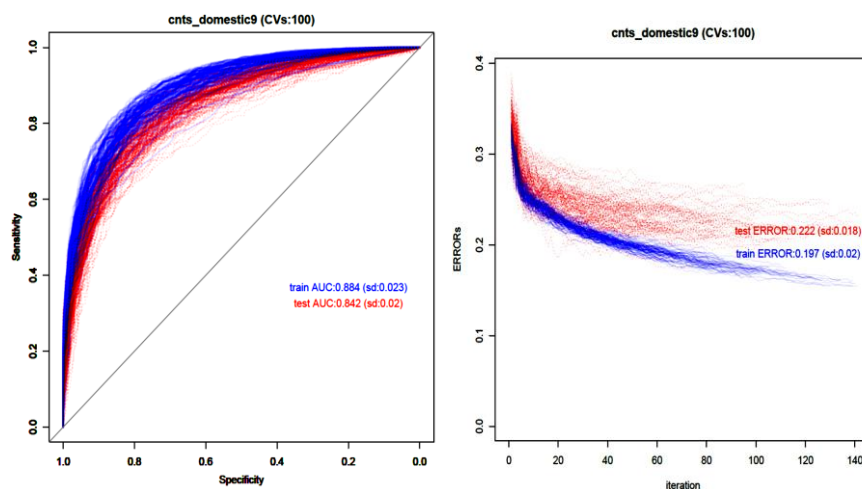 cnts_domestic9 (CVs:100)
1.0
0.8
0.6
0.4
0.2
0.0
Sensitivity
train AUC:0.884 (sd:0.023)
test AUC:0.842 (sd:0.02)
1.0 0.8 0.6 0.4 0.2 0.0
Specificity
cnts_domestic9 (CVs:100)
0.4
0.3
0.2
0.1
0.0
ERRORs
test ERROR:0.222 (sd:0.018)
train ERROR:0.197 (sd:0.02)
0 20 40 60 80 100 120 140
iteration